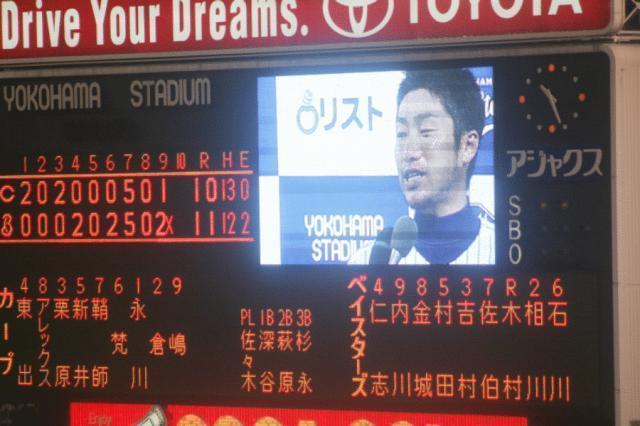 Drive Your Dreams. TOYOTA
YOKOHAMA STADIUM
リスト
YOKOHAMA
STADIUM
アジャックス
1 2 3 4 5 6 7 8 9 10 R H E
C 2 0 2 0 0 0 5 0 1 10 13 0
B 0 0 0 2 0 2 5 0 2X 11 12 2
S
B
O
カープ
4 8 3 5 7 6 1 2 9
東出
アレックス
栗原
新井
鞘師
梵
永川
倉
嶋
PL 1B 2B 3B
佐々木
深谷
萩原
杉永
ベイスターズ
4 9 8 5 3 7 R 2 6
仁志
内川
金城
村田
吉村
佐伯
木村
相川
石川
Enjoy